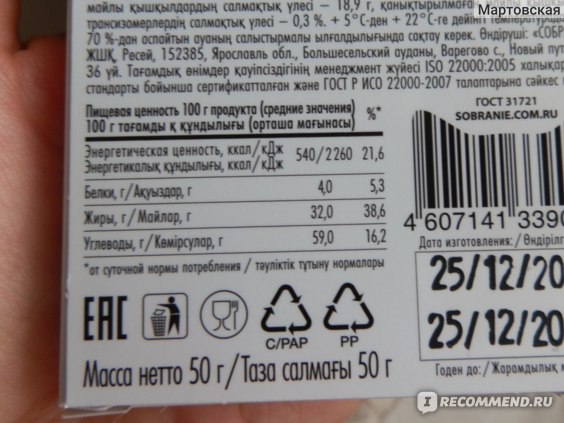 Мартовская
майлы қышқылдардың салмақтық үлесі – 18,9 г, қанықтырылмаға
трансизомерлердің салмақтық үлесі – 0,3 %. + 5°С-ден + 22°С-ге дейінгі температурада
70 %-дан аспайтын ауаның салыстырмалы ылғалдылығында сақтау керек. Өндіруші: «СОБР
ЖШҚ, Ресей, 152385, Ярославль обл., Большесельский ауданы, Варегово с., Новый путь
36 үй. Тағамдық өнімдер қауіпсіздігінің менеджмент жүйесі ISO 22000:2005 халықар
стандарты бойынша сертификатталған және ГОСТ Р ИСО 22000-2007 талаптарына сәйкес
Пищевая ценность 100 г продукта (средние значения)
100 г тағамды қ құндылығы (орташа мағынасы)
%*
Энергетическая ценность, ккал/кДж
Энергетикалық құндылығы, ккал/кДж
540/2260 21,6
Белки, г/Ақуыздар, г 4,0 5,3
Жиры, г/Майлар, г 32,0 38,6
Углеводы, г/Көмірсулар, г 59,0 16,2
*от суточной нормы потребления / тәуліктік тұтыну нормалары
ГОСТ 31721
SOBRANIE.COM.RU
4 607141 3390
Дата изготовления:/Өндіріл
25/12/20
25/12/20
Годен до:/Жарамдылық
EAC
C/PAP
PP
Масса нетто 50 г/Таза салмағы 50 г
IRECOMMEND.RU